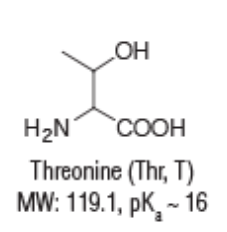 OH
H₂N COOH
Threonine (Thr, T)
MW: 119.1, pKₐ ~ 16